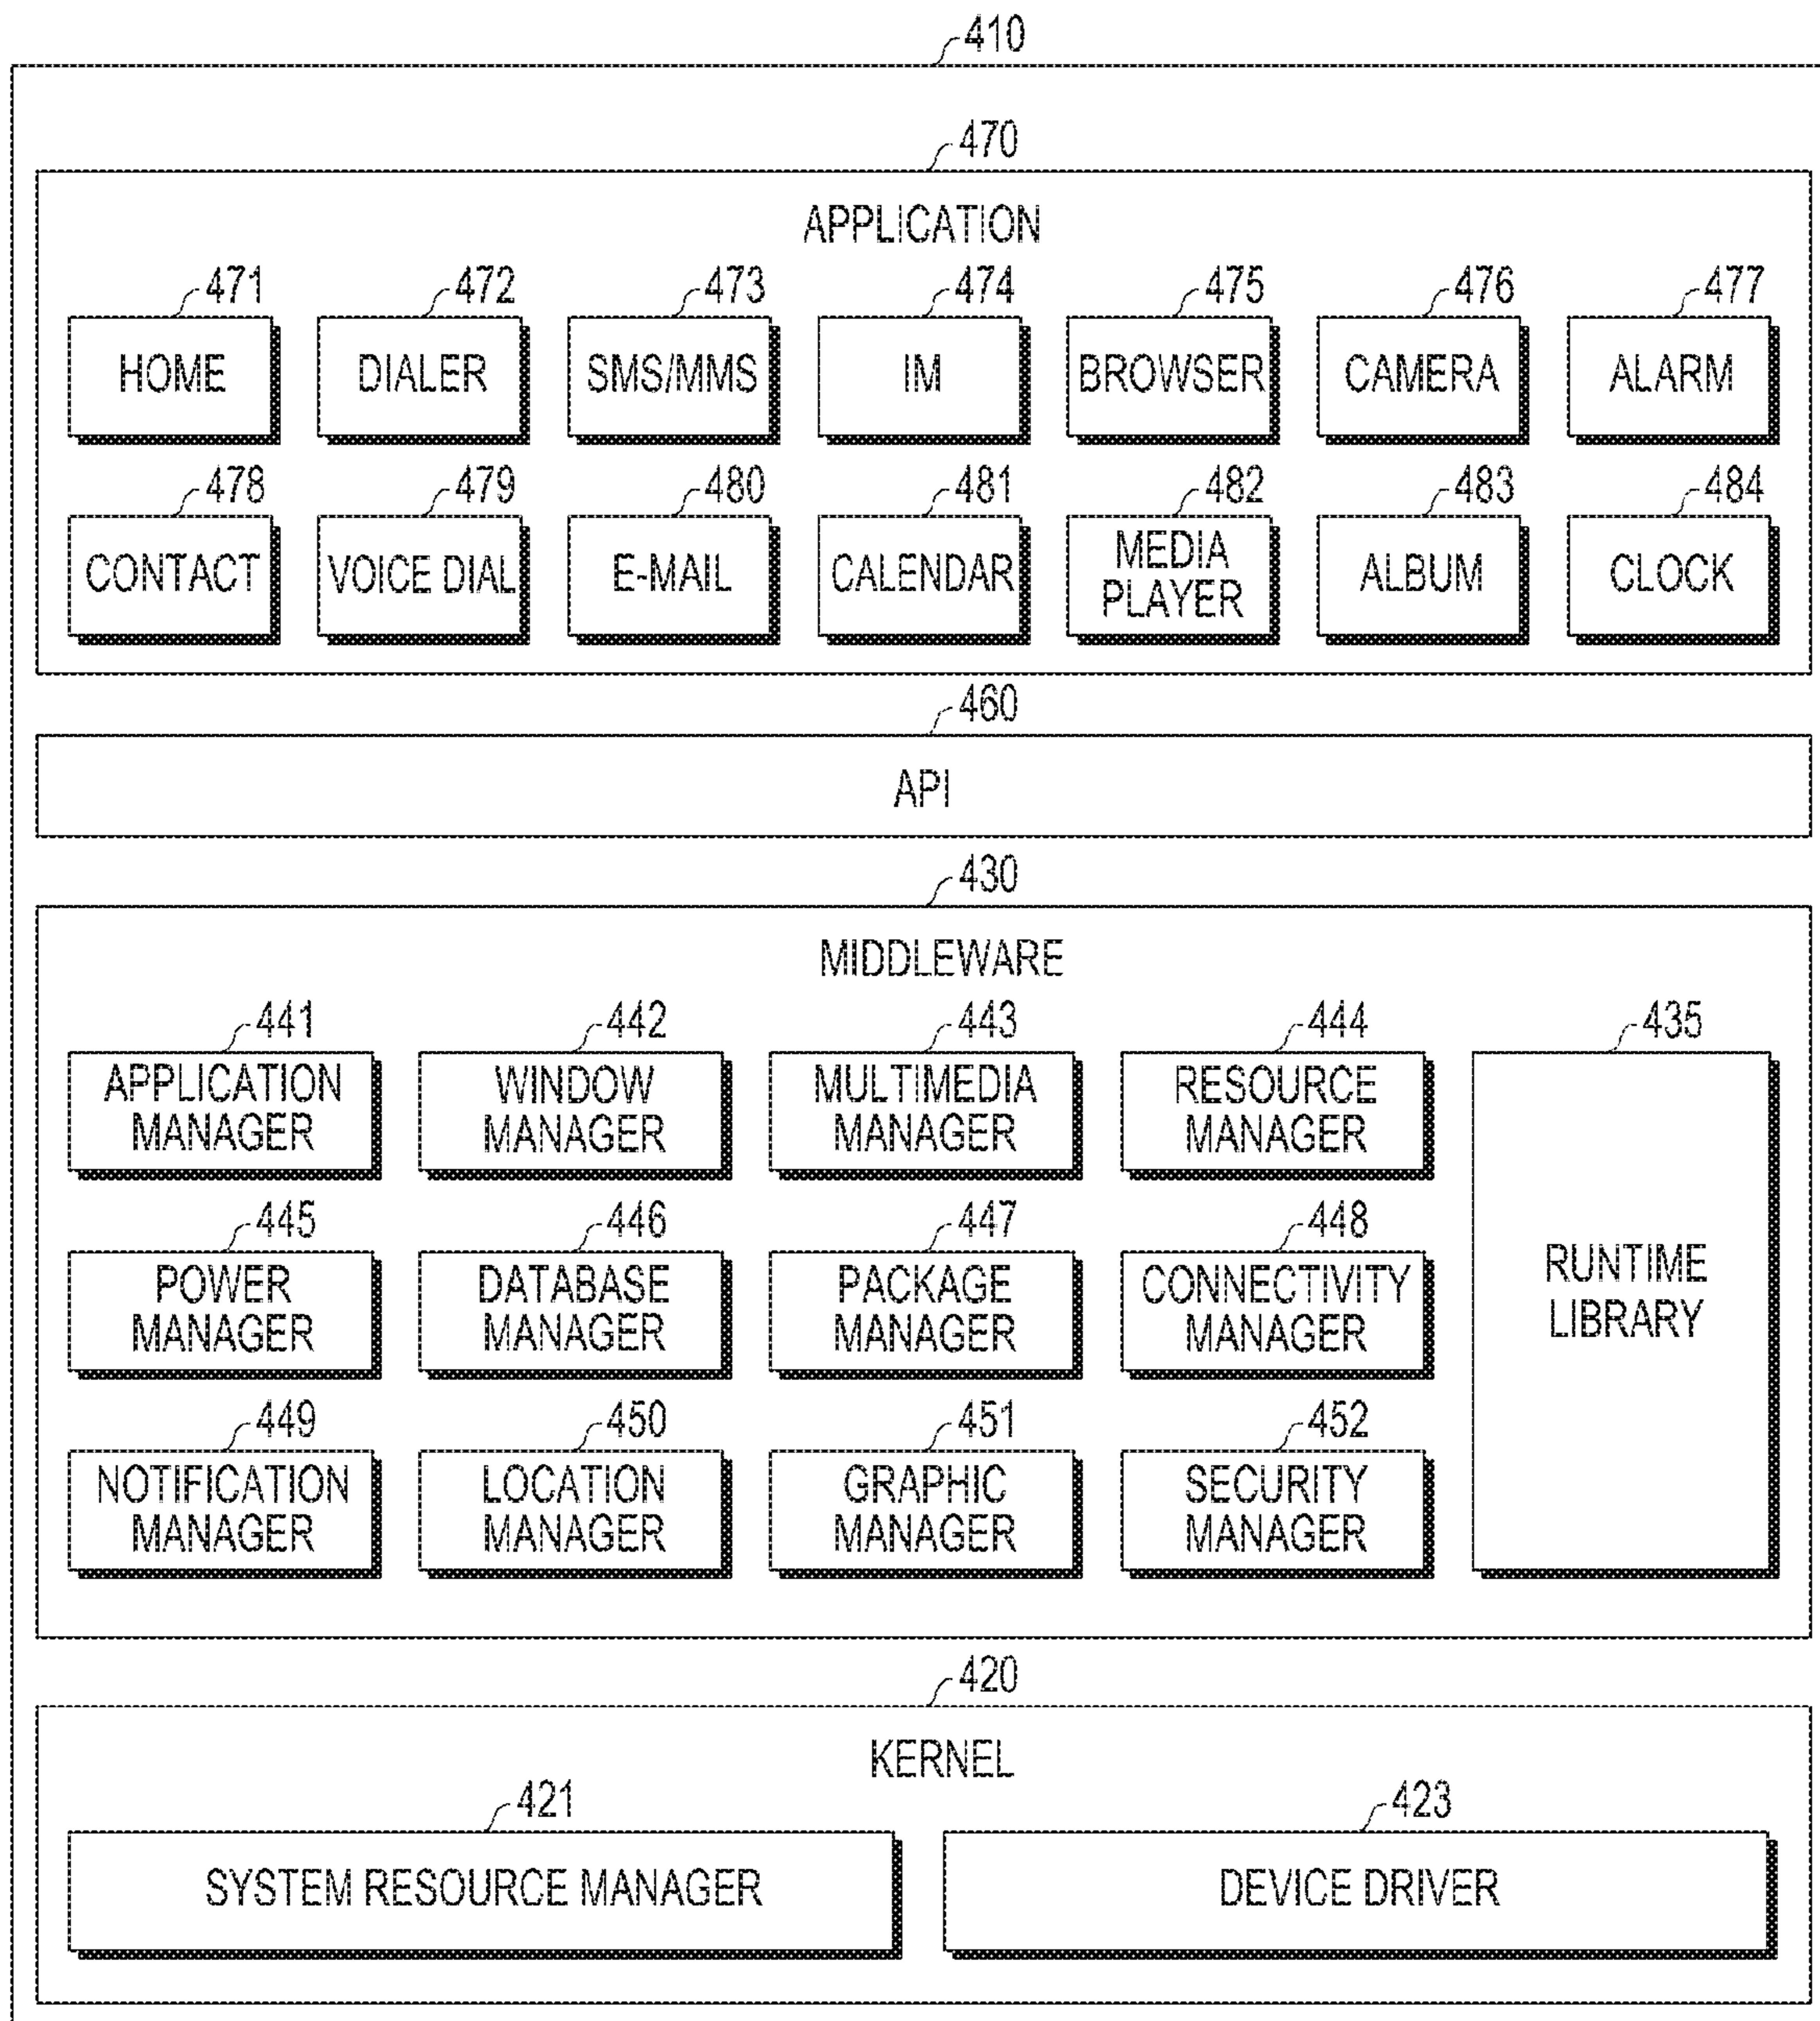 410
470
APPLICATION
471 472 473 474 475 476 477
HOME DIALER SMS/MMS IM BROWSER CAMERA ALARM
478 479 480 481 482 483 484
CONTACT VOICE DIAL E-MAIL CALENDAR MEDIA PLAYER ALBUM CLOCK
460
API
430
MIDDLEWARE
441 442 443 444 435
APPLICATION MANAGER WINDOW MANAGER MULTIMEDIA MANAGER RESOURCE MANAGER
445 446 447 448
POWER MANAGER DATABASE MANAGER PACKAGE MANAGER CONNECTIVITY MANAGER RUNTIME LIBRARY
449 450 451 452
NOTIFICATION MANAGER LOCATION MANAGER GRAPHIC MANAGER SECURITY MANAGER
420
KERNEL
421 423
SYSTEM RESOURCE MANAGER DEVICE DRIVER